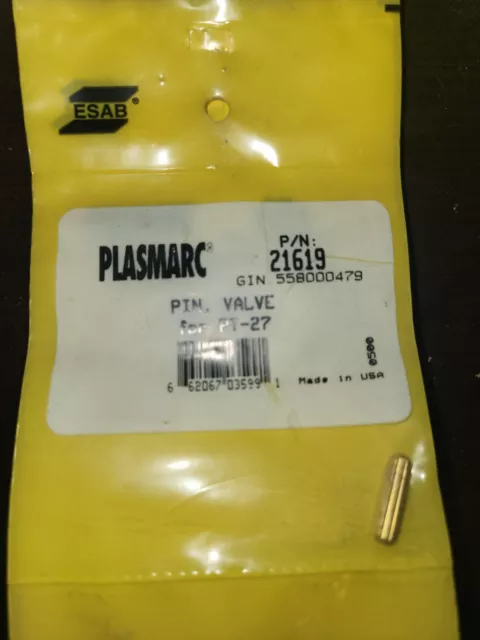 ESAB®
PLASMARC®
P/N:
21619
GIN 558000479
PIN, VALVE
for PT-27
6 62067 03599 1
Made in USA
0500